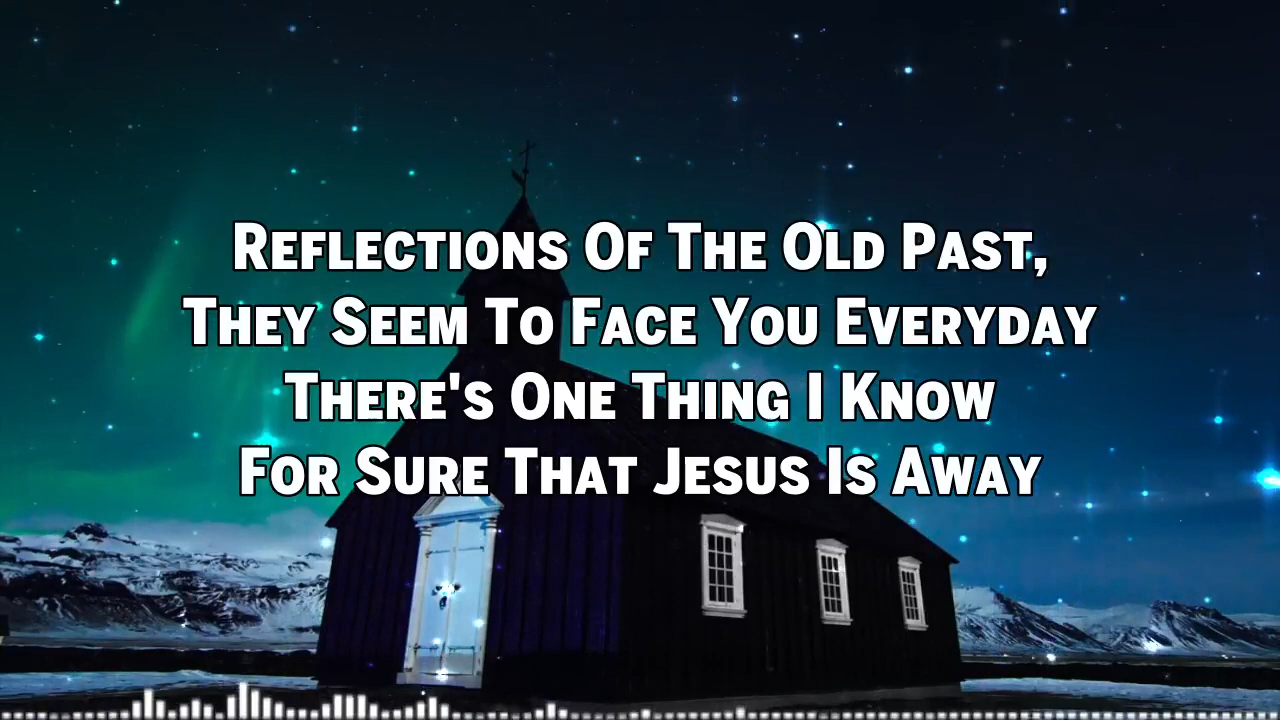 Reflections Of The Old Past,
They Seem To Face You Everyday
There's One Thing I Know
For Sure That Jesus Is Away